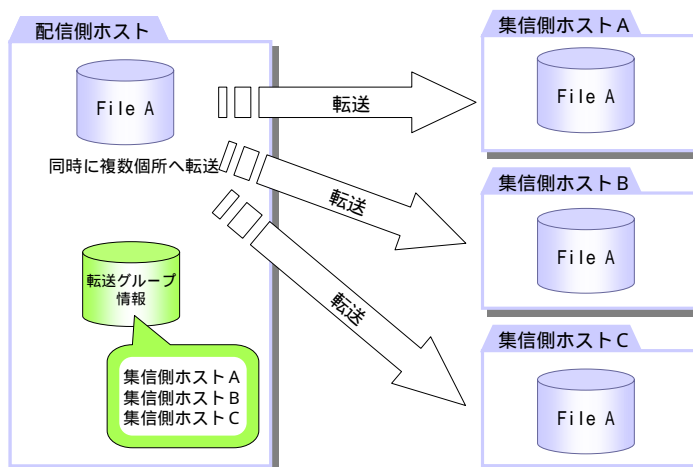 配信側ホスト
File A
同時に複数個所へ転送
転送グループ
情報
集信側ホストA
集信側ホストB
集信側ホストC
転送
転送
転送
集信側ホストA
File A
集信側ホストB
File A
集信側ホストC
File A